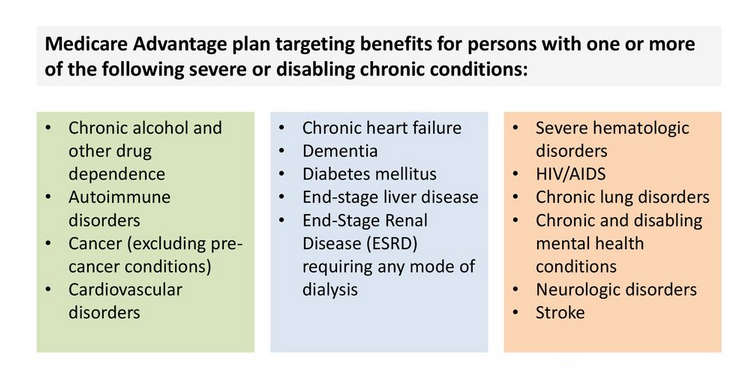 Medicare Advantage plan targeting benefits for persons with one or more
of the following severe or disabling chronic conditions:
• Chronic alcohol and
other drug
dependence
• Autoimmune
disorders
• Cancer (excluding pre-
cancer conditions)
• Cardiovascular
disorders
• Chronic heart failure
• Dementia
• Diabetes mellitus
• End-stage liver disease
• End-Stage Renal
Disease (ESRD)
requiring any mode of
dialysis
• Severe hematologic
disorders
• HIV/AIDS
• Chronic lung disorders
• Chronic and disabling
mental health
conditions
• Neurologic disorders
• Stroke